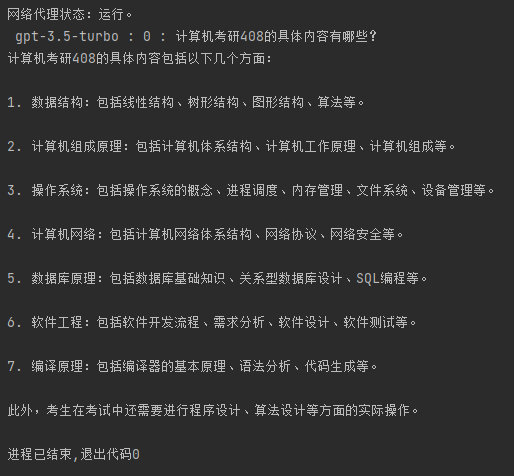 网络代理状态：运行。
gpt-3.5-turbo : 0 : 计算机考研408的具体内容有哪些？
计算机考研408的具体内容包括以下几个方面：
1. 数据结构：包括线性结构、树形结构、图形结构、算法等。
2. 计算机组成原理：包括计算机体系结构、计算机工作原理、计算机组成等。
3. 操作系统：包括操作系统的概念、进程调度、内存管理、文件系统、设备管理等。
4. 计算机网络：包括计算机网络体系结构、网络协议、网络安全等。
5. 数据库原理：包括数据库基础知识、关系型数据库设计、SQL编程等。
6. 软件工程：包括软件开发流程、需求分析、软件设计、软件测试等。
7. 编译原理：包括编译器的基本原理、语法分析、代码生成等。
此外，考生在考试中还需要进行程序设计、算法设计等方面的实际操作。
进程已结束,退出代码0